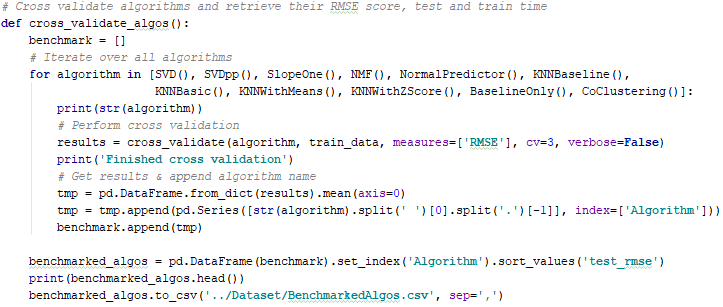 # Cross validate algorithms and retrieve their RMSE score, test and train time
def cross_validate_algos():
    benchmark = []
    # Iterate over all algorithms
    for algorithm in [SVD(), SVDpp(), SlopeOne(), NMF(), NormalPredictor(), KNNBaseline(),
                      KNNBasic(), KNNWithMeans(), KNNWithZScore(), BaselineOnly(), CoClustering()]:
        print(str(algorithm))
        # Perform cross validation
        results = cross_validate(algorithm, train_data, measures=['RMSE'], cv=3, verbose=False)
        print('Finished cross validation')
        # Get results & append algorithm name
        tmp = pd.DataFrame.from_dict(results).mean(axis=0)
        tmp = tmp.append(pd.Series([str(algorithm).split(' ')[0].split('.')[-1]], index=['Algorithm']))
        benchmark.append(tmp)

    benchmarked_algos = pd.DataFrame(benchmark).set_index('Algorithm').sort_values('test_rmse')
    print(benchmarked_algos.head())
    benchmarked_algos.to_csv('../Dataset/BenchmarkedAlgos.csv', sep=',')